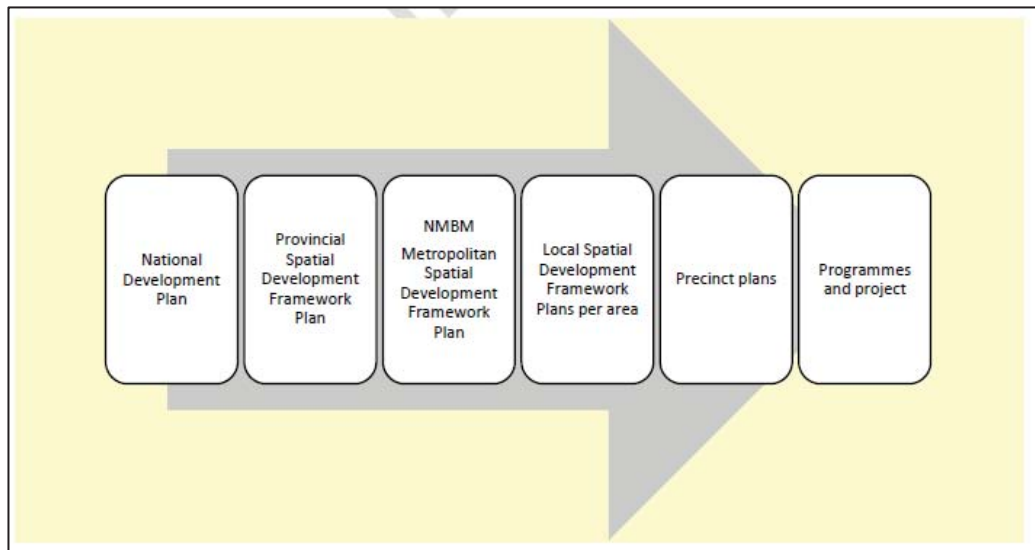 National
Development
Plan
Provincial
Spatial
Development
Framework
Plan
NMBM
Metropolitan
Spatial
Development
Framework
Plan
Local Spatial
Development
Framework
Plans per area
Precinct plans
Programmes
and project